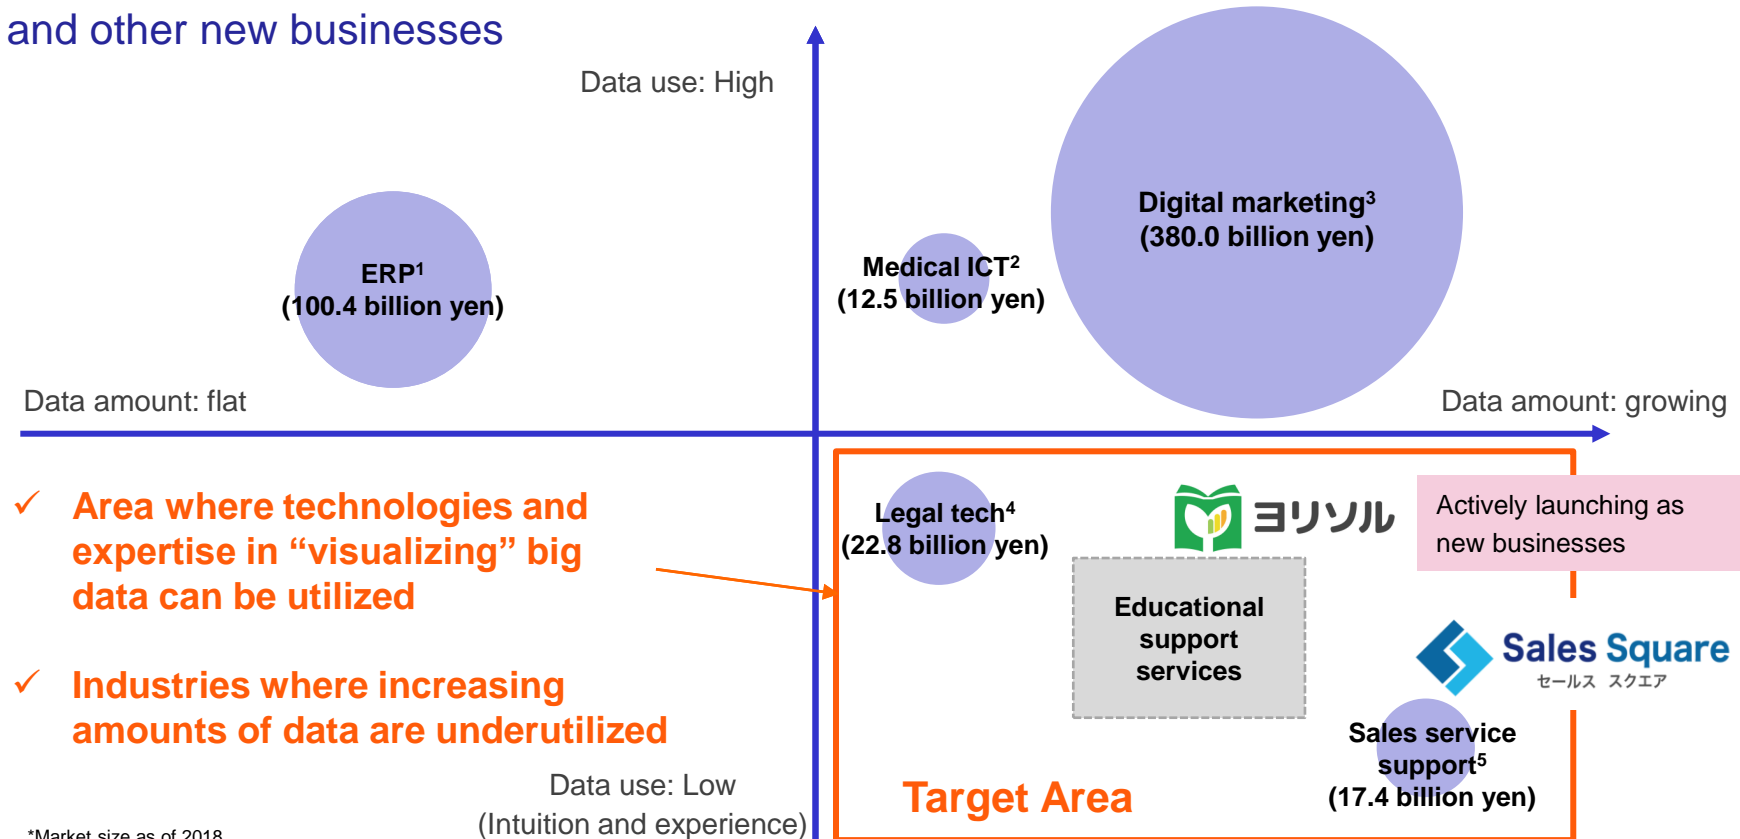 and other new businesses
Data use: High
Digital marketing³
(380.0 billion yen)
Medical ICT²
(12.5 billion yen)
ERP¹
(100.4 billion yen)
Data amount: flat
Data amount: growing
✓ Area where technologies and
expertise in “visualizing” big
data can be utilized
✓ Industries where increasing
amounts of data are underutilized
Legal tech⁴
(22.8 billion yen)
ヨリソル
Actively launching as
new businesses
Educational
support
services
Sales Square
セールス スクエア
Sales service
support⁵
(17.4 billion yen)
Target Area
Data use: Low
(Intuition and experience)
*Market size as of 2018